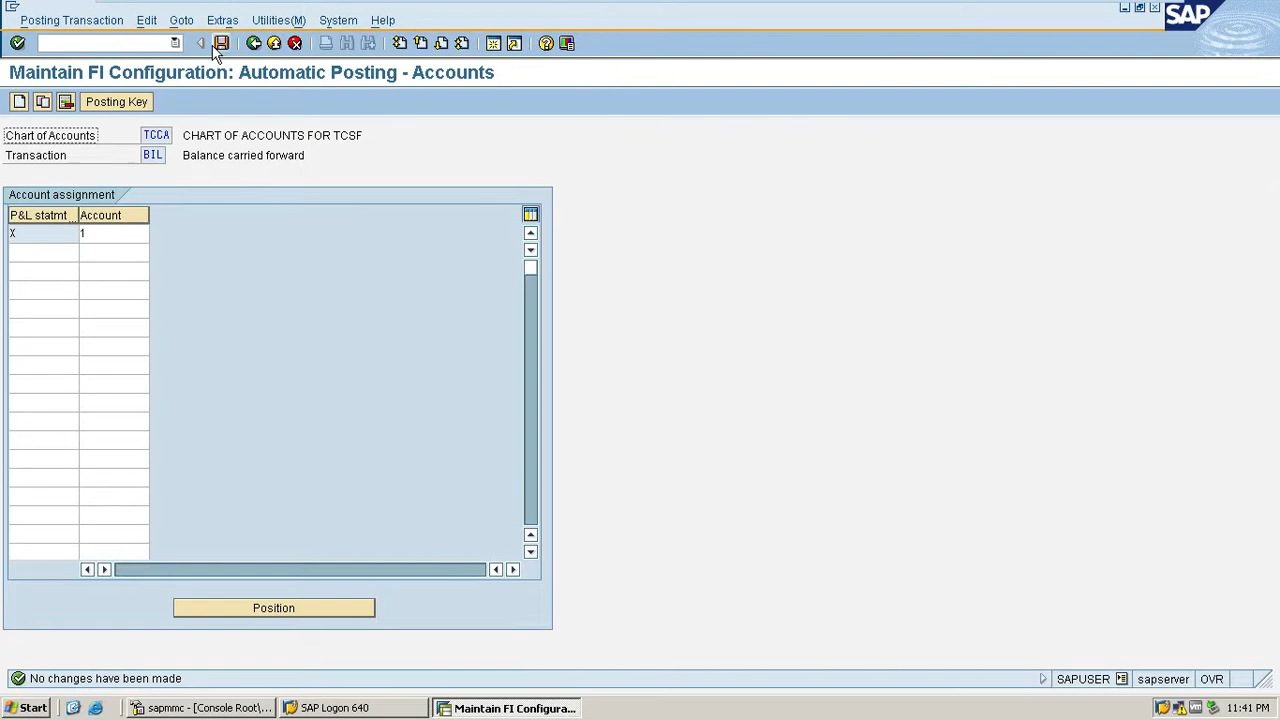 Posting Transaction Edit Goto Extras Utilities(M) System Help
SAP
Maintain FI Configuration: Automatic Posting - Accounts
Posting Key
Chart of Accounts TCCA CHART OF ACCOUNTS FOR TCSF
Transaction BIL Balance carried forward
Account assignment
P&L statmt ... Account
X 1
Position
No changes have been made SAPUSER sapserver OVR
Start sapmmc - [Console Root\... SAP Logon 640 Maintain FI Configura... 11:41 PM